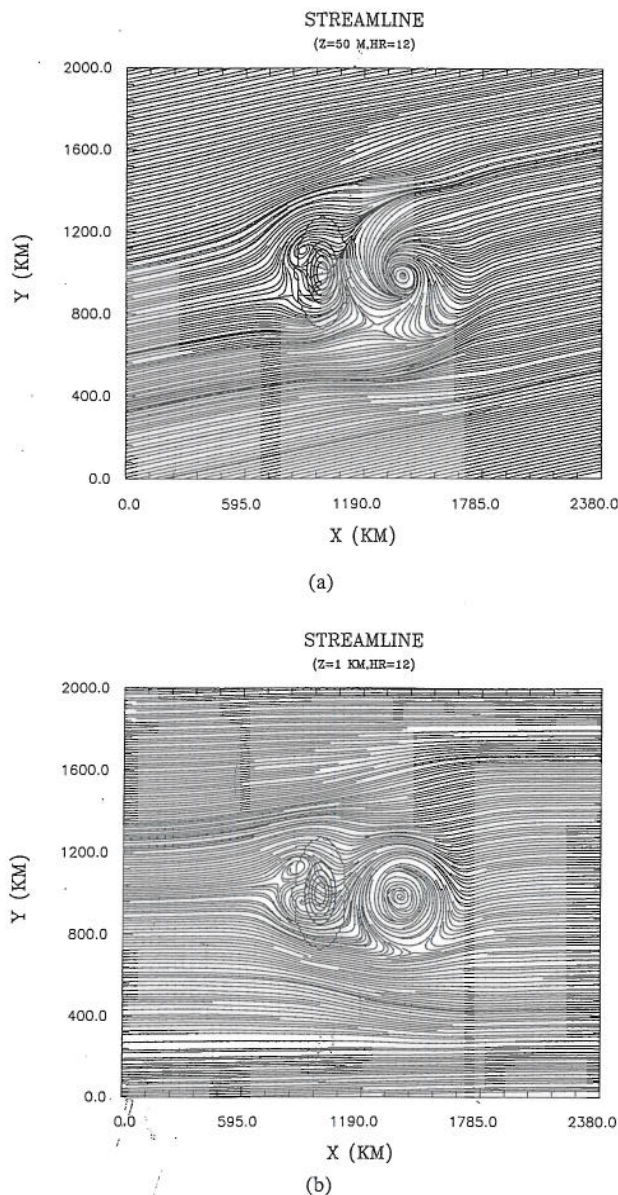 STREAMLINE
(Z=50 M,HR=12)
2000.0
1600.0
1200.0
800.0
400.0
0.0
Y (KM)
0.0 595.0 1190.0 1785.0 2380.0
X (KM)
(a)
STREAMLINE
(Z=1 KM,HR=12)
2000.0
1600.0
1200.0
800.0
400.0
0.0
Y (KM)
0.0 595.0 1190.0 1785.0 2380.0
X (KM)
(b)